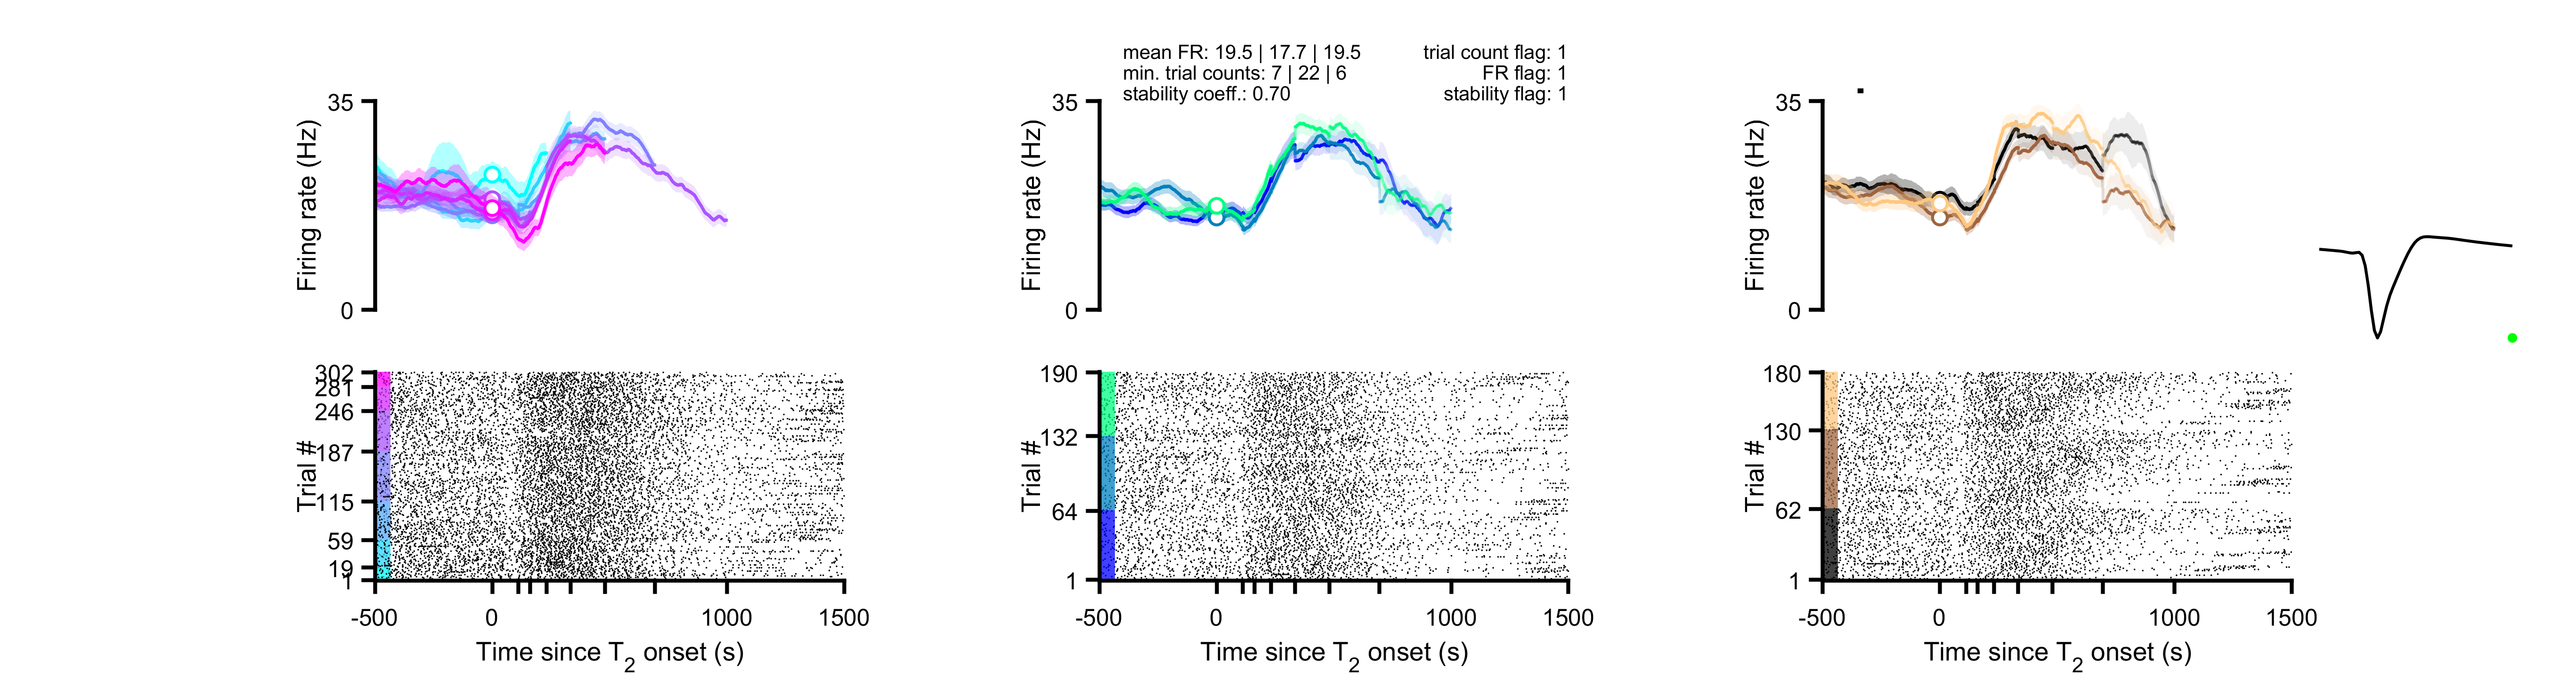 mean FR: 19.5 | 17.7 | 19.5
min. trial counts: 7 | 22 | 6
stability coeff.: 0.70
trial count flag: 1
FR flag: 1
stability flag: 1
35
0
Firing rate (Hz)
35
0
Firing rate (Hz)
35
0
Firing rate (Hz)
302
281
246
187
115
59
19
1
Trial #
-500
0
1000
1500
Time since T2 onset (s)
190
132
64
1
Trial #
-500
0
1000
1500
Time since T2 onset (s)
180
130
62
1
Trial #
-500
0
1000
1500
Time since T2 onset (s)